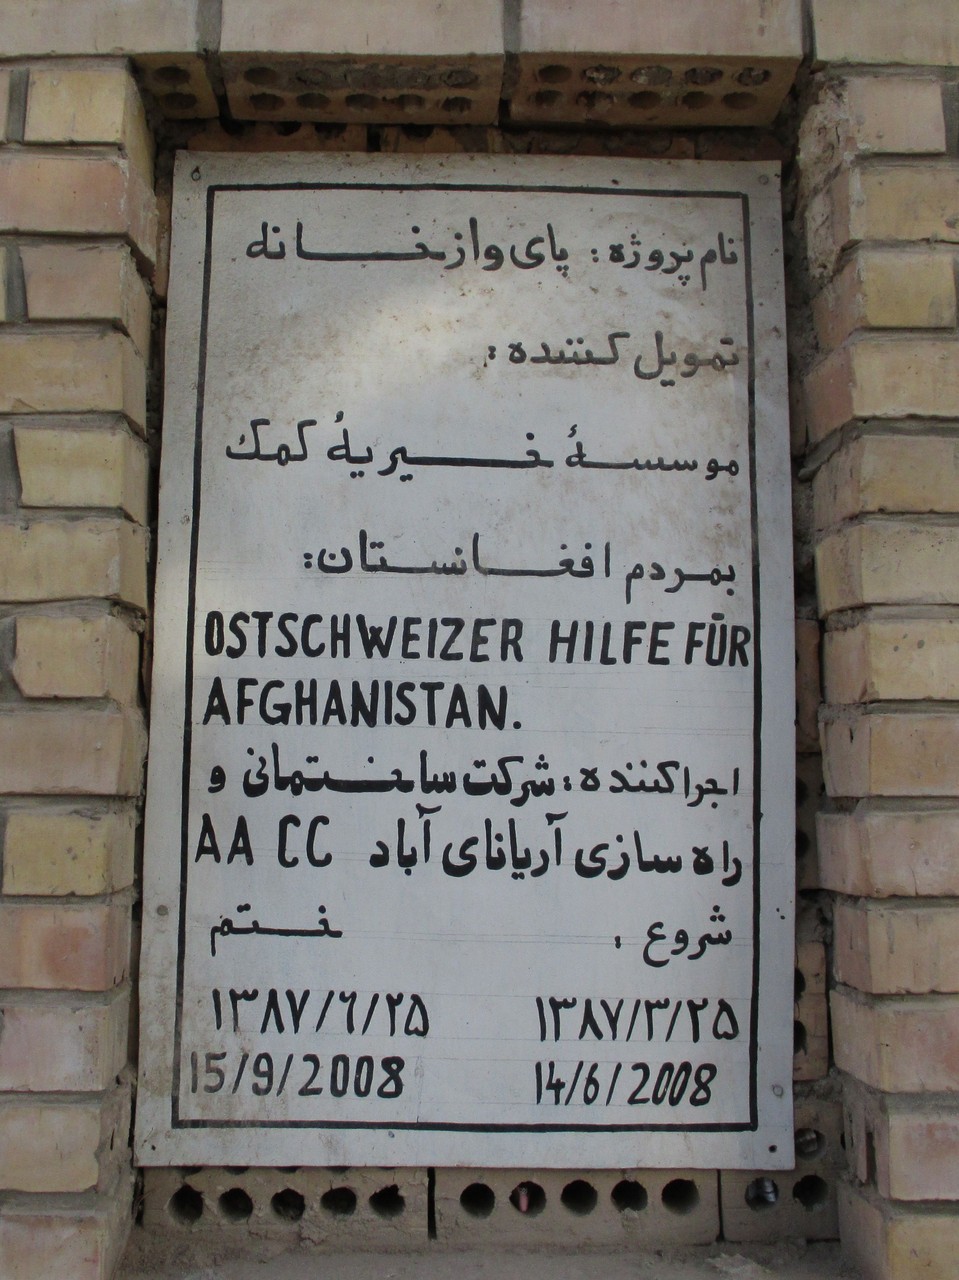 نام پروژه : پای وازخانه
تمویل کننده :
موسسهٔ خیریهٔ کمک
بمردم افغانستان :
OSTSCHWEIZER HILFE FÜR
AFGHANISTAN.
اجراکننده : شرکت ساختمانی و
راه سازی آریانای آباد AA CC
شروع : ختم
۱۳۸۷/۳/۲۵ ۱۳۸۷/۶/۲۵
14/6/2008 15/9/2008